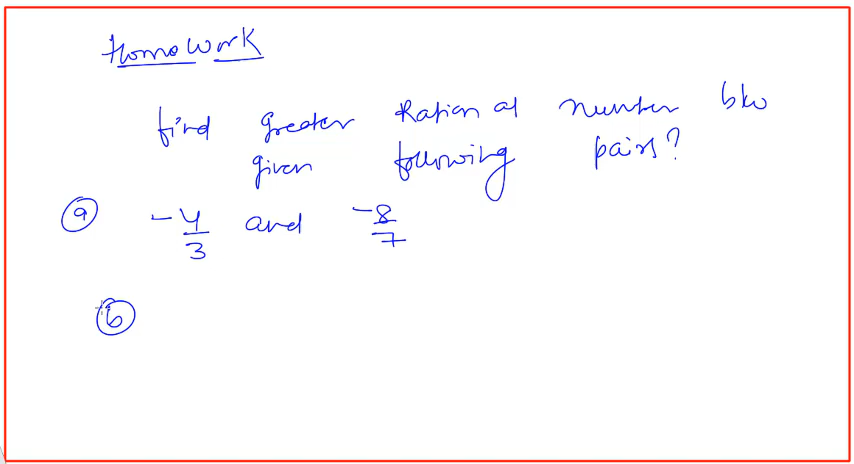 Homework
find greater Rational number b/w
given following pairs?
(a) -4/3 and -8/7
(b)